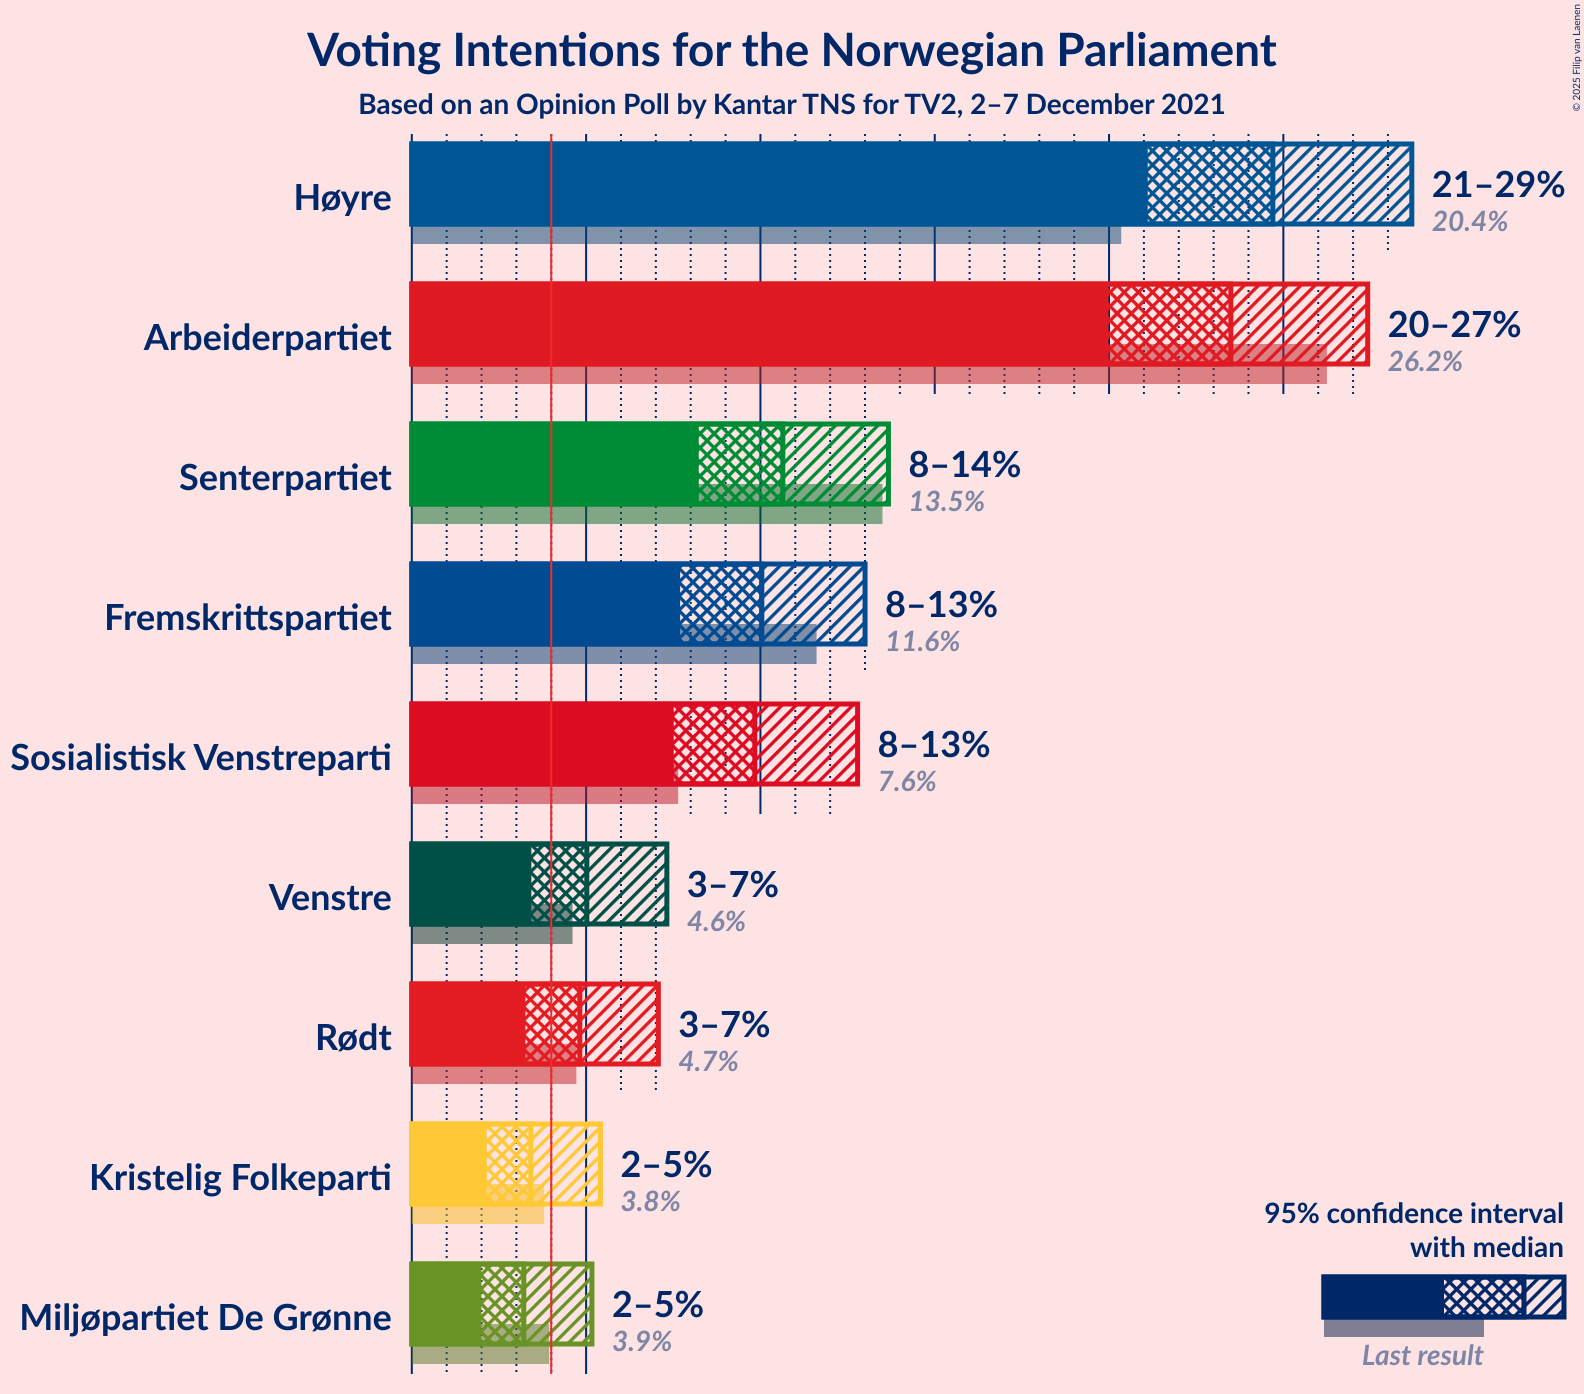 © 2025 Filip van Laenen
Voting Intentions for the Norwegian Parliament
Based on an Opinion Poll by Kantar TNS for TV2, 2–7 December 2021
Høyre
21–29%
20.4%
Arbeiderpartiet
20–27%
26.2%
Senterpartiet
8–14%
13.5%
Fremskrittspartiet
8–13%
11.6%
Sosialistisk Venstreparti
8–13%
7.6%
Venstre
3–7%
4.6%
Rødt
3–7%
4.7%
Kristelig Folkeparti
2–5%
3.8%
Miljøpartiet De Grønne
2–5%
3.9%
95% confidence interval
with median
Last result